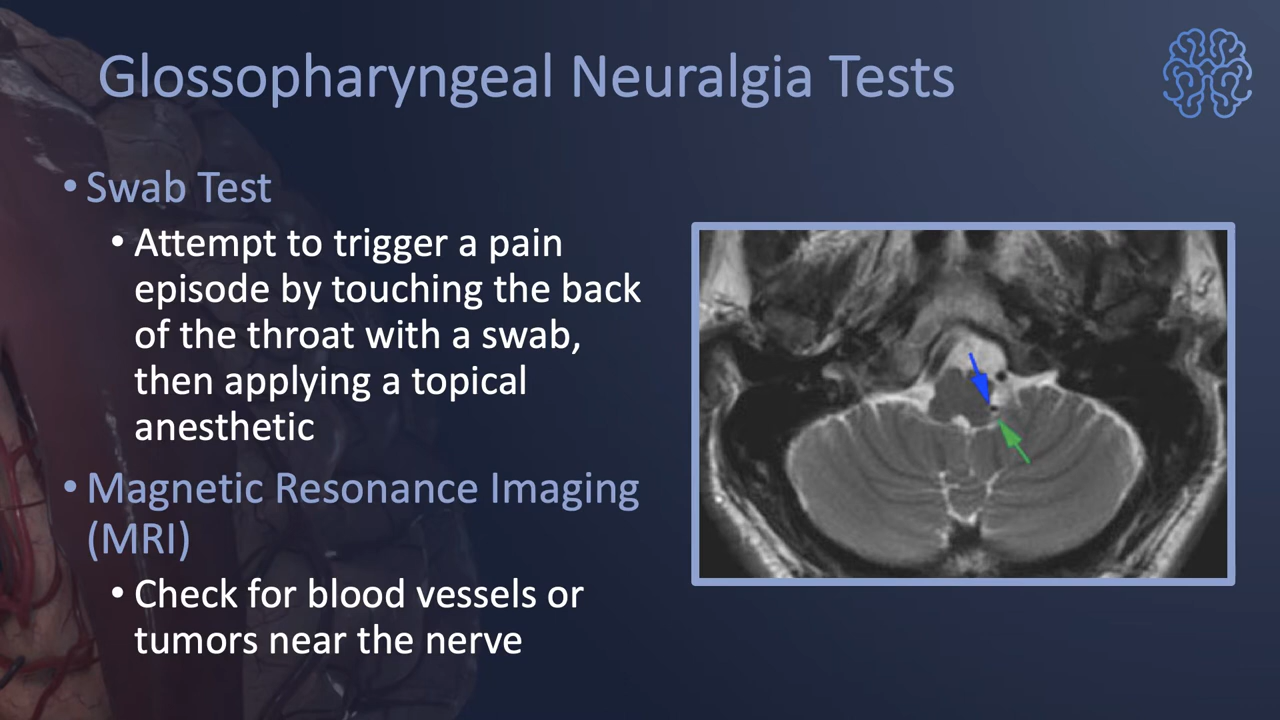 Glossopharyngeal Neuralgia Tests
• Swab Test
• Attempt to trigger a pain
episode by touching the back
of the throat with a swab,
then applying a topical
anesthetic
• Magnetic Resonance Imaging
(MRI)
• Check for blood vessels or
tumors near the nerve